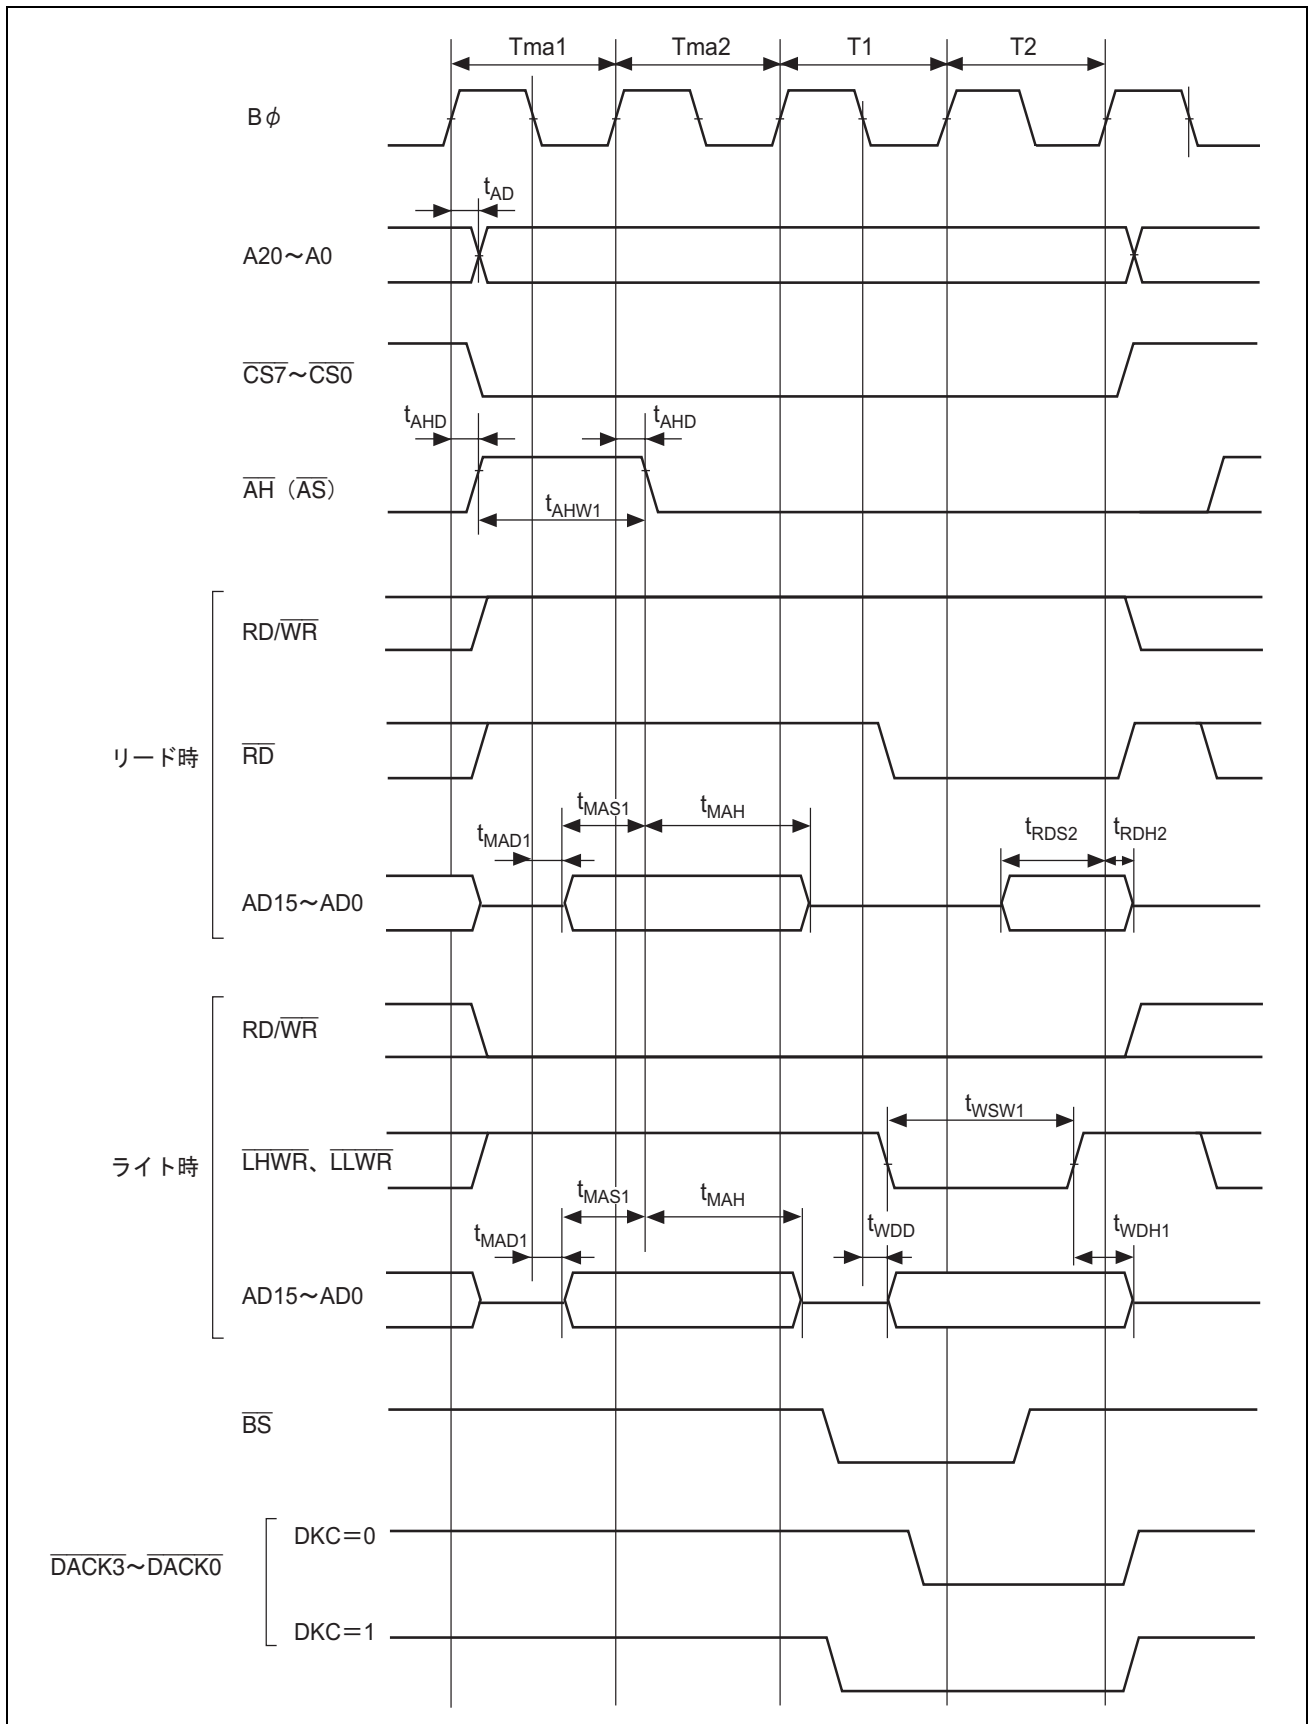 Tma1 Tma2 T1 T2
Bφ
tAD
A20～A0
CS7～CS0
tAHD tAHD
AH（AS）
tAHW1
リード時
RD/WR
RD
tMAS1 tMAH
tMAD1 tRDS2 tRDH2
AD15～AD0
ライト時
RD/WR
tWSW1
LHWR、LLWR
tMAS1 tMAH
tMAD1 tWDD tWDH1
AD15～AD0
BS
DKC＝0
DACK3～DACK0
DKC＝1